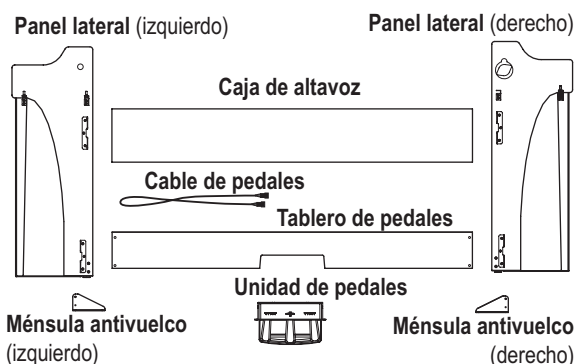 Panel lateral (izquierdo)
Panel lateral (derecho)
Caja de altavoz
Cable de pedales
Tablero de pedales
Unidad de pedales
Ménsula antivuelco
(izquierdo)
Ménsula antivuelco
(derecho)